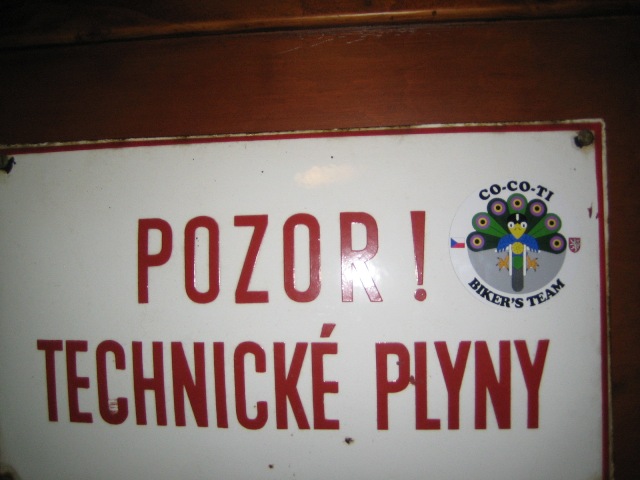 POZOR!
CO-CO-TI
BIKER'S TEAM
TECHNICKÉ PLYNY